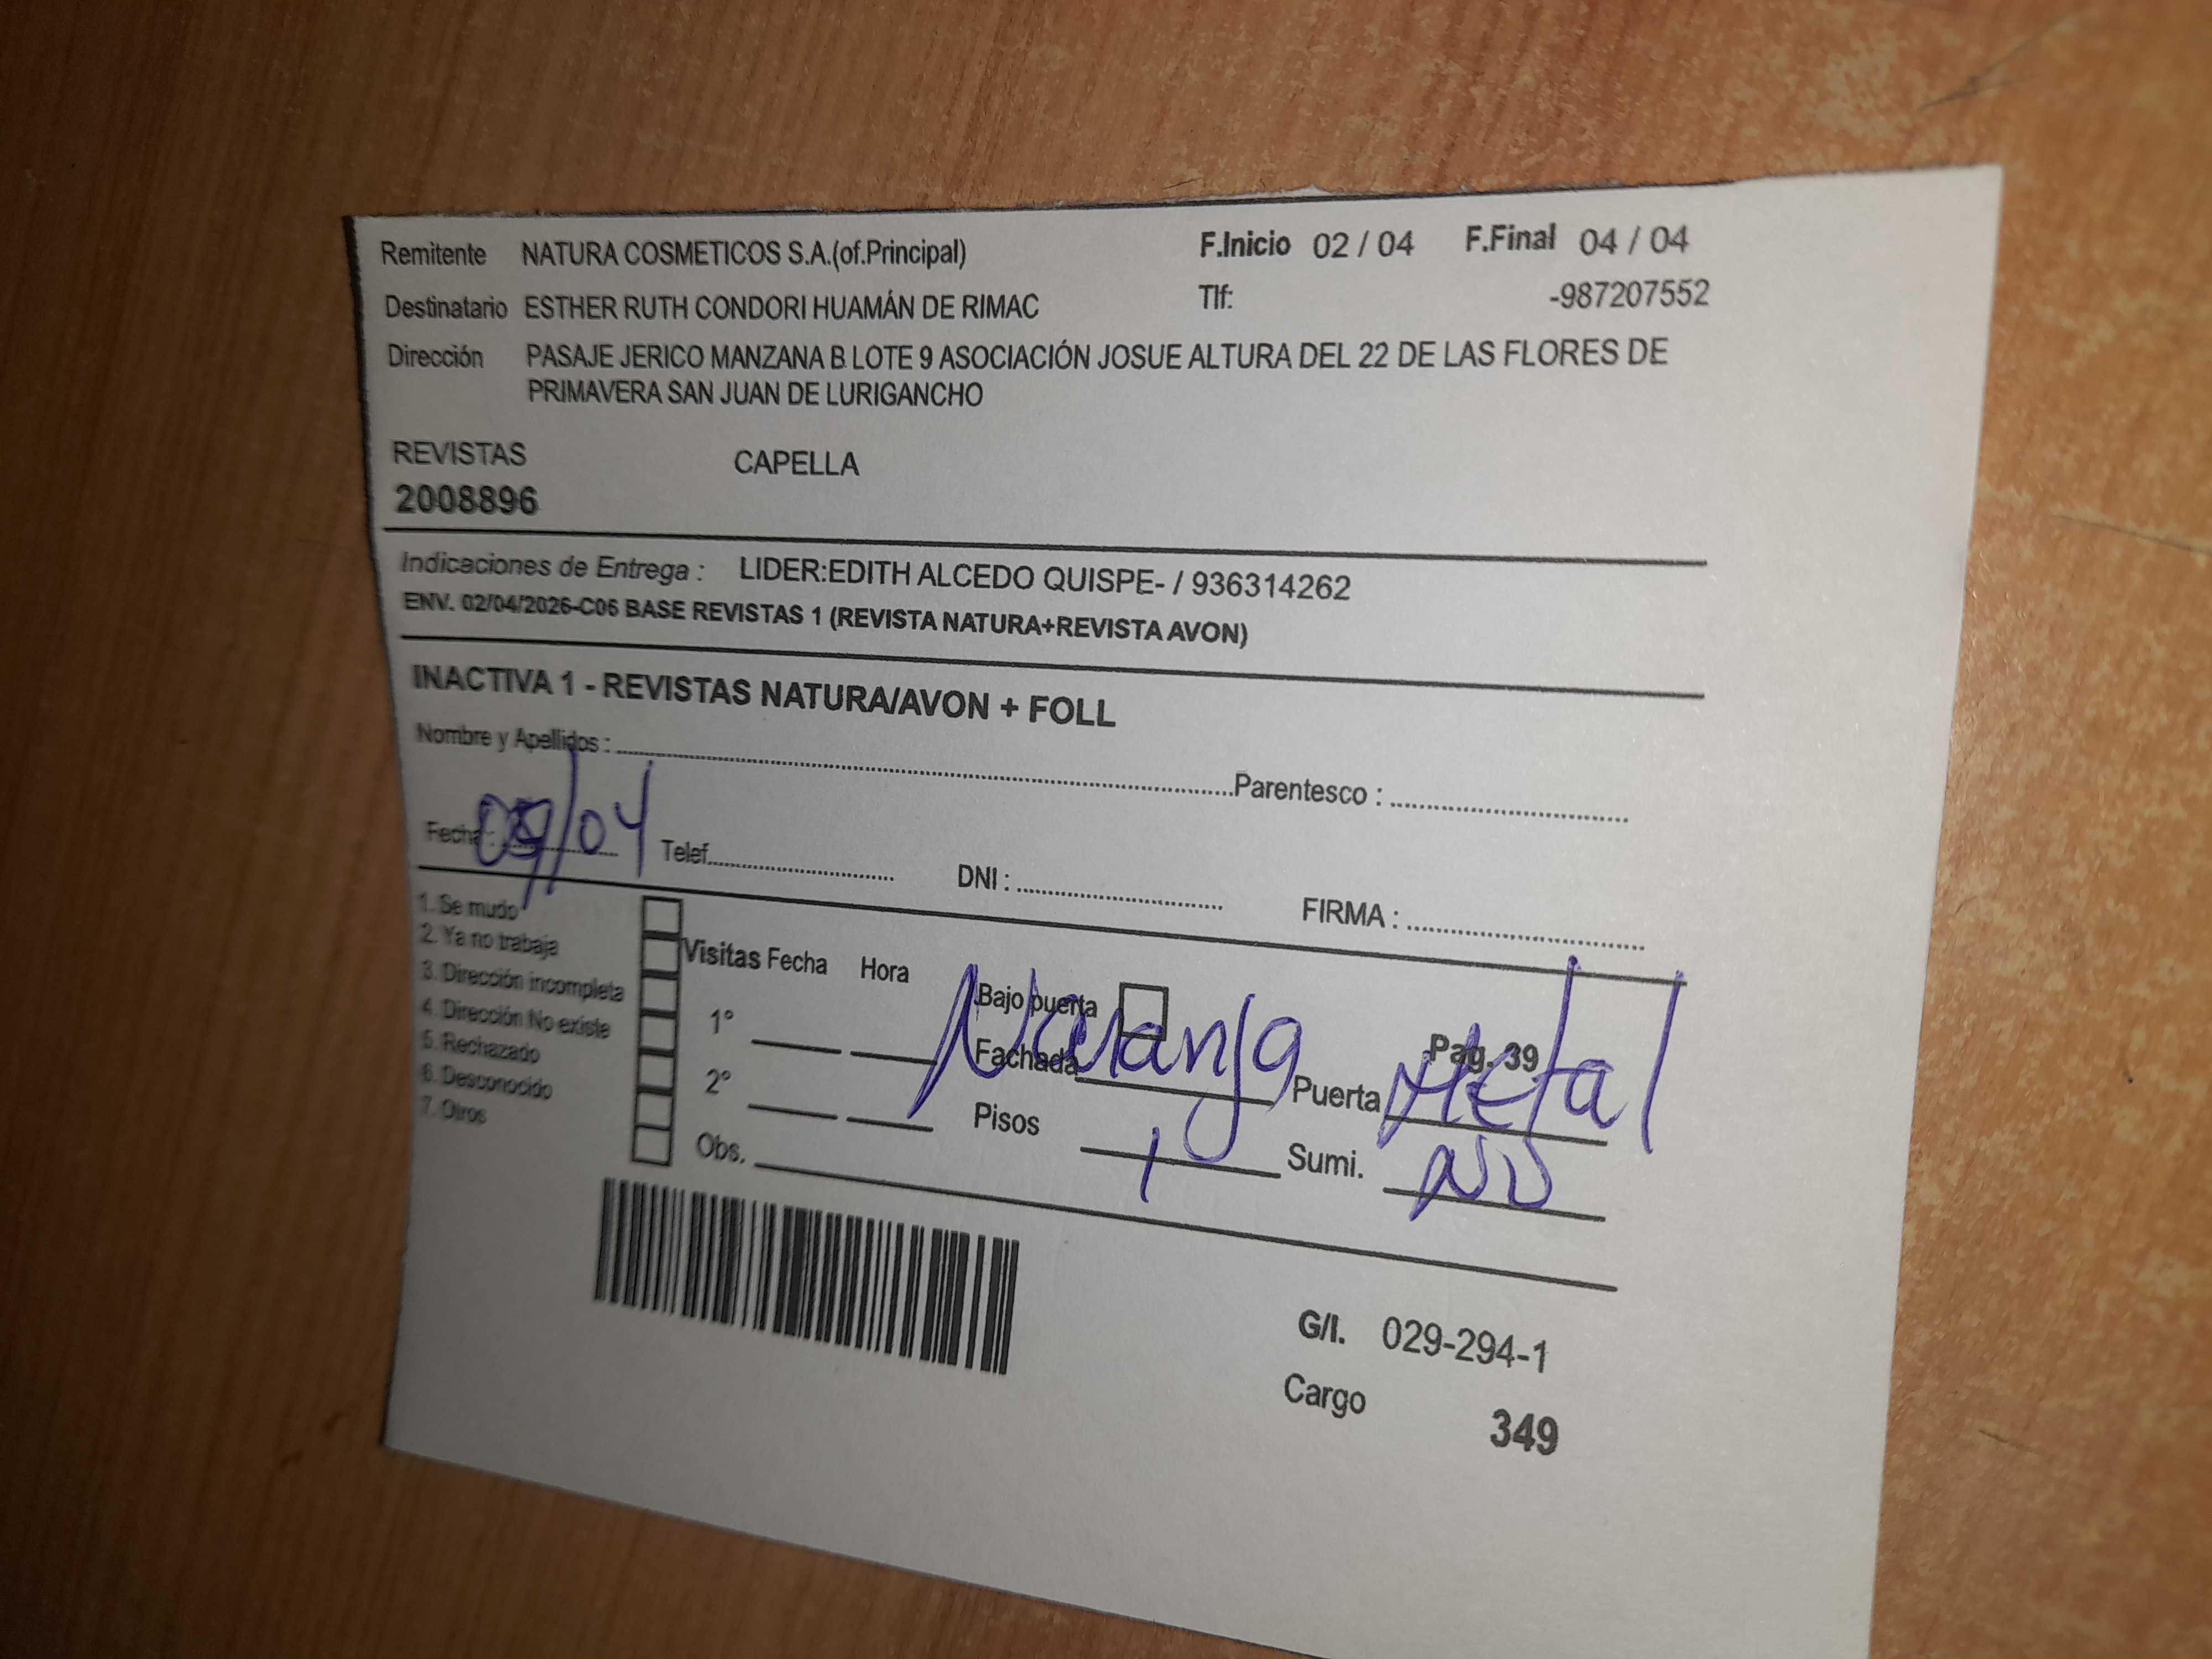 Remitente NATURA COSMETICOS S.A.(of.Principal) F.Inicio 02 / 04 F.Final 04 / 04
Destinatario ESTHER RUTH CONDORI HUAMÁN DE RIMAC Tlf: -987207552
Dirección PASAJE JERICO MANZANA B LOTE 9 ASOCIACIÓN JOSUE ALTURA DEL 22 DE LAS FLORES DE
PRIMAVERA SAN JUAN DE LURIGANCHO
REVISTAS CAPELLA
2008896
Indicaciones de Entrega : LIDER:EDITH ALCEDO QUISPE- / 936314262
ENV. 02/04/2026-C06 BASE REVISTAS 1 (REVISTA NATURA+REVISTA AVON)
INACTIVA 1 - REVISTAS NATURA/AVON + FOLL
Nombre y Apellidos : Parentesco :
Fecha : /04 Telef. DNI : FIRMA :
1. Se mudo
2. Ya no trabaja
3. Dirección incompleta
4. Dirección No existe
5. Rechazado
6. Desconocido
7. Otros
Visitas Fecha Hora Bajo puerta
1° Fachada Naranja Pag. 39
2° Puerta Metal
Pisos 1 Sumi. NO
Obs.
G/I. 029-294-1
Cargo 349